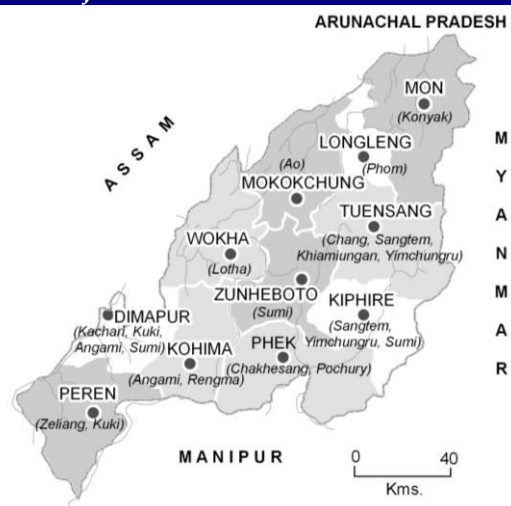 ARUNACHAL PRADESH
MON
(Konyak)
ASSAM
LONGLENG
(Phom)
(Ao)
MOKOKCHUNG
MYANMAR
TUENSANG
(Chang, Sangtem,
Khiamiungan, Yimchungru)
WOKHA
(Lotha)
ZUNHEBOTO
(Sumi)
KIPHIRE
(Sangtem,
Yimchungru, Sumi)
DIMAPUR
(Kachari, Kuki,
Angami, Sumi)
KOHIMA
(Angami, Rengma)
PHEK
(Chakhesang, Pochury)
PEREN
(Zeliang, Kuki)
MANIPUR
0 40
Kms.